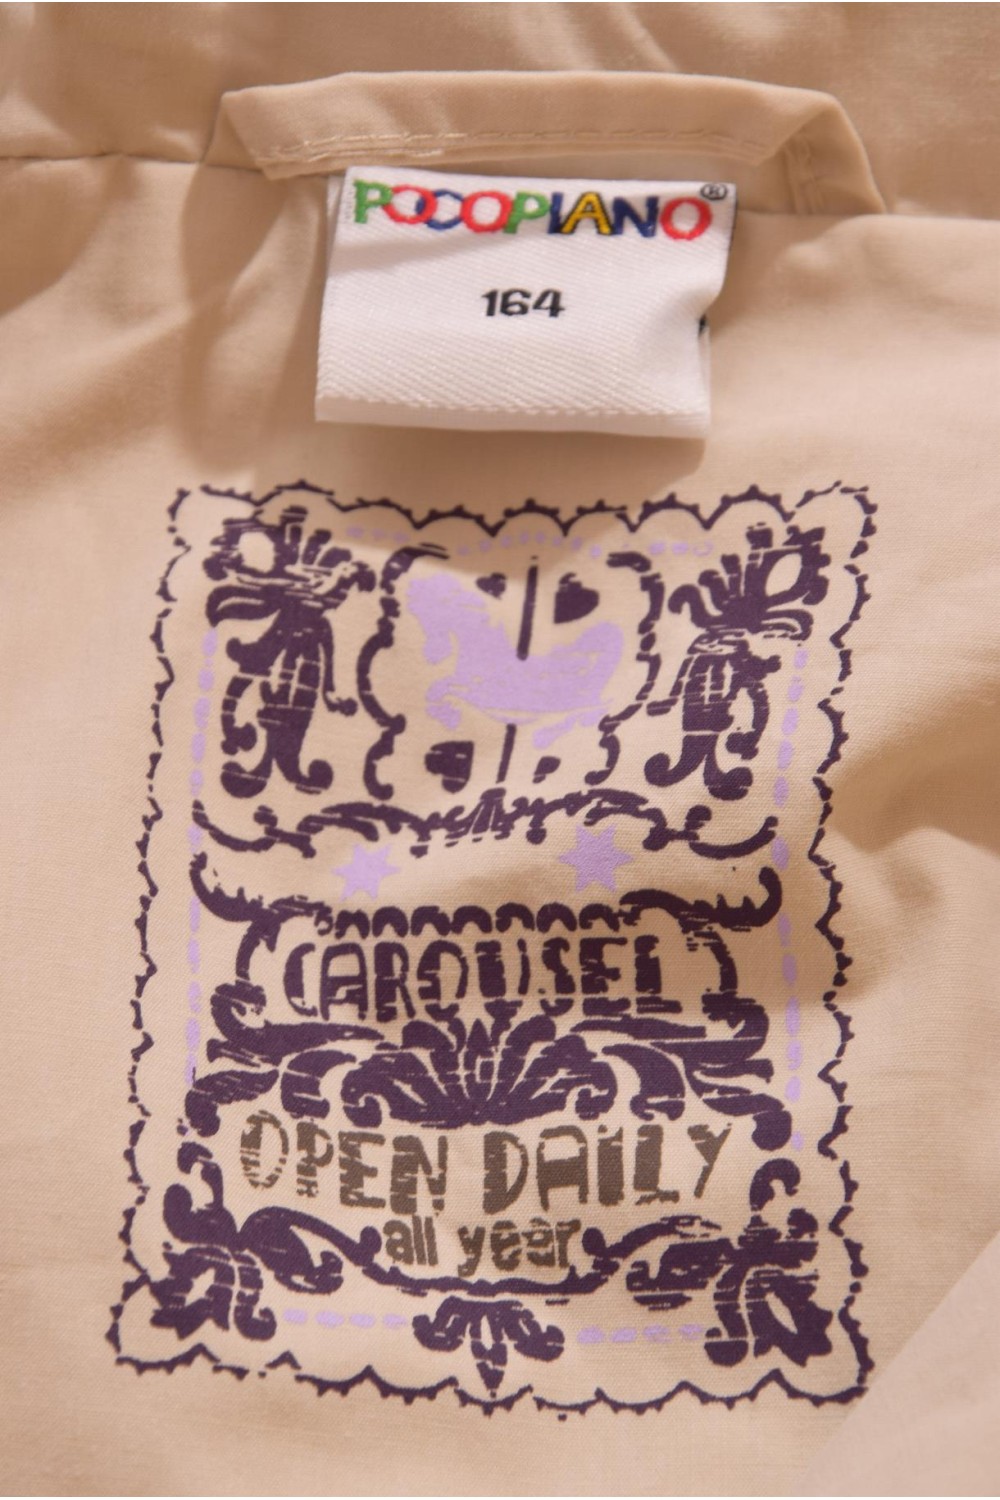 POCOPIANO®
164
CAROUSEL
OPEN DAILY
all year